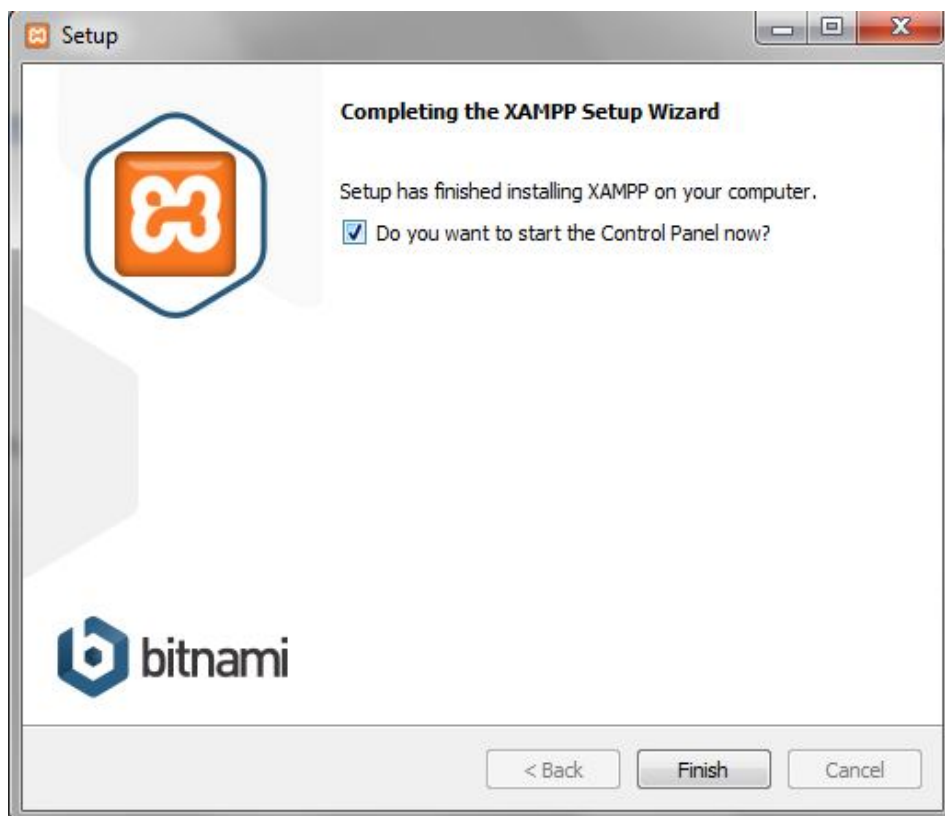 Setup
Completing the XAMPP Setup Wizard
Setup has finished installing XAMPP on your computer.
Do you want to start the Control Panel now?
bitnami
< Back
Finish
Cancel